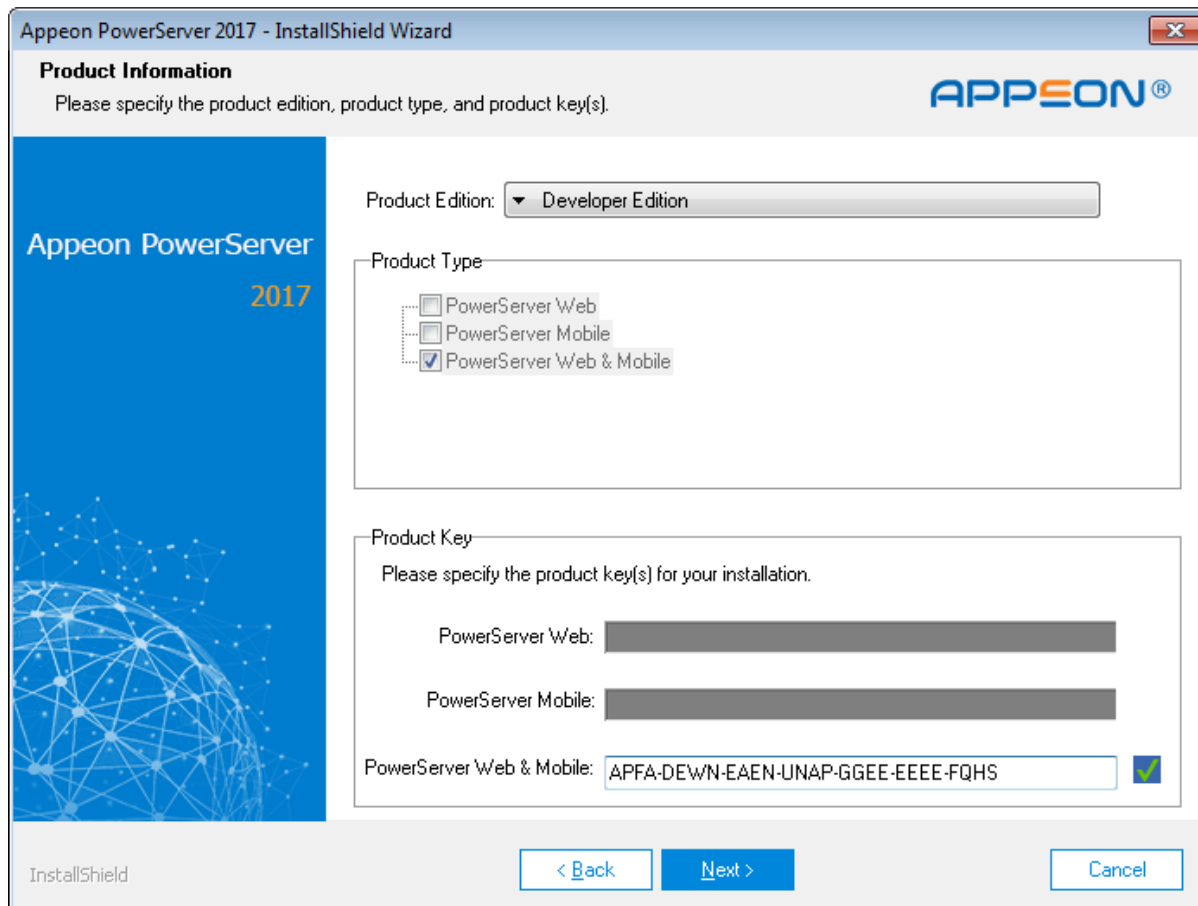 Appeon PowerServer 2017 - InstallShield Wizard
Product Information
Please specify the product edition, product type, and product key(s).
APPEON®
Appeon PowerServer
2017
Product Edition: Developer Edition
Product Type
PowerServer Web
PowerServer Mobile
PowerServer Web & Mobile
Product Key
Please specify the product key(s) for your installation.
PowerServer Web:
PowerServer Mobile:
PowerServer Web & Mobile: APFA-DEWN-EAEN-UNAP-GGEE-EEEE-FQHS
InstallShield
< Back
Next >
Cancel